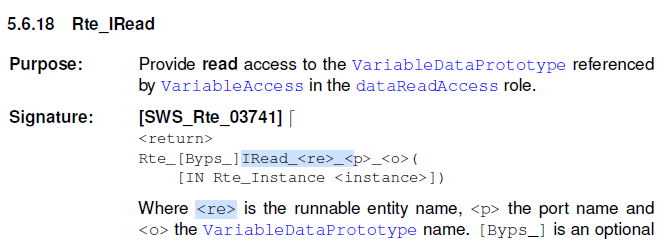 5.6.18 Rte_IRead
Purpose: Provide read access to the VariableDataPrototype referenced
by VariableAccess in the dataReadAccess role.
Signature: [SWS_Rte_03741] ⌈
<return>
Rte_[Byps_]IRead_<re>_<p>_<o>(
[IN Rte_Instance <instance>])
Where <re> is the runnable entity name, <p> the port name and
<o> the VariableDataPrototype name. [Byps_] is an optional